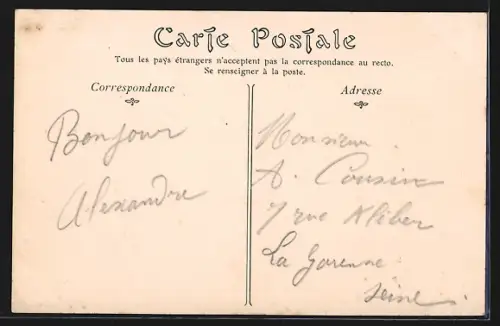 Carte Postale
Tous les pays étrangers n'acceptent pas la correspondance au recto.
Se renseigner à la poste.
Correspondance
Adresse
Bonjour
Alexandre
Monsieur
A. Cousin
7 rue Kléber
La Garenne
Seine